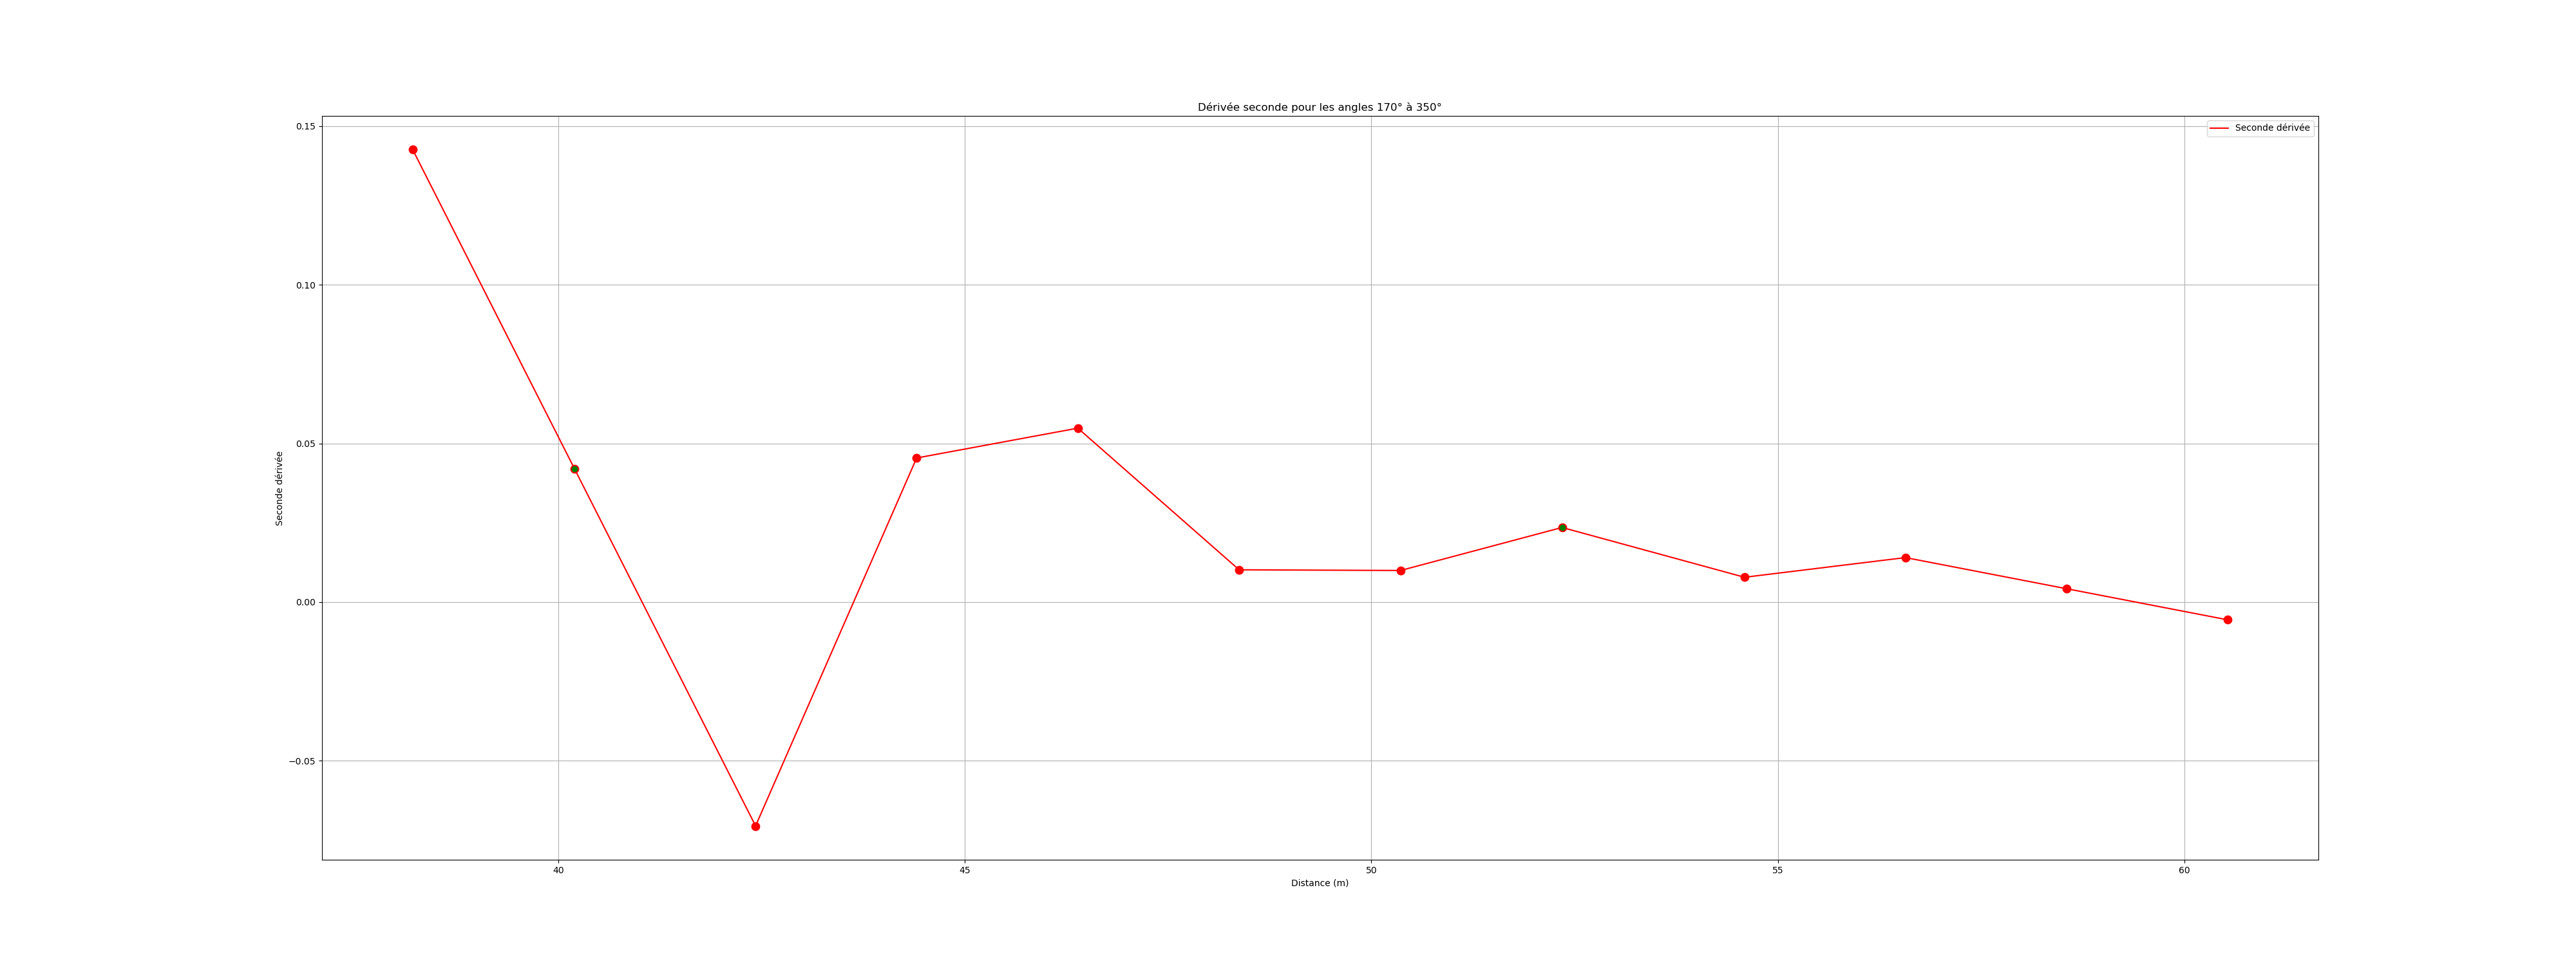 Dérivée seconde pour les angles 170° à 350°
Seconde dérivée
0.15
0.10
0.05
0.00
−0.05
Seconde dérivée
40
45
50
55
60
Distance (m)